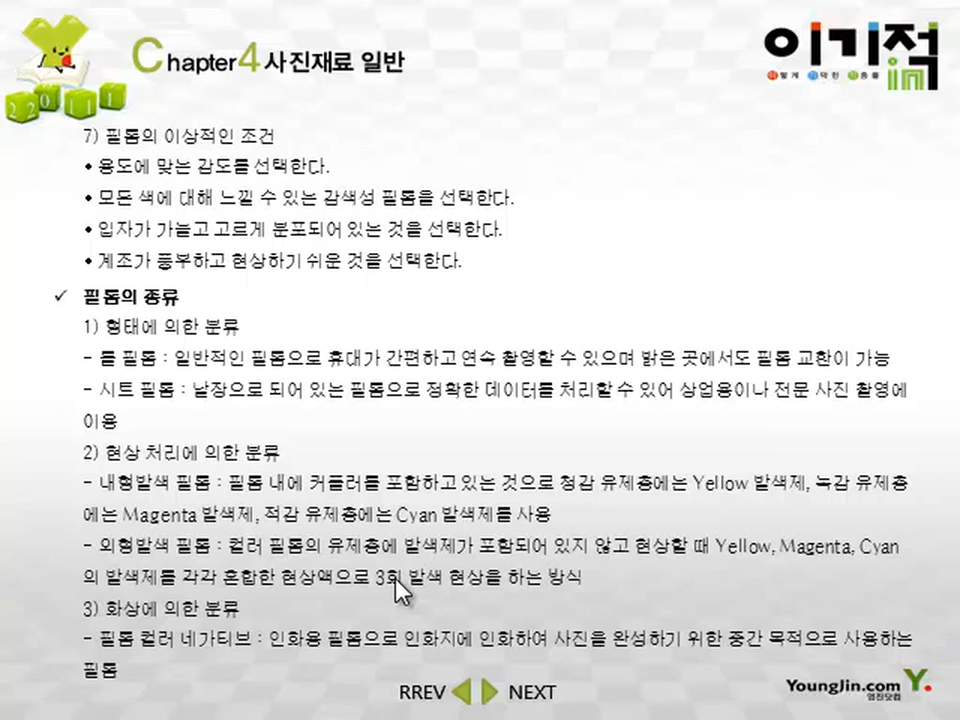 Chapter4 사진재료 일반
이기적in
7) 필름의 이상적인 조건
• 용도에 맞는 감도를 선택한다.
• 모든 색에 대해 느낄 수 있는 감색성 필름을 선택한다.
• 입자가 가늘고 고르게 분포되어 있는 것을 선택한다.
• 계조가 풍부하고 현상하기 쉬운 것을 선택한다.
✓ 필름의 종류
1) 형태에 의한 분류
- 롤 필름 : 일반적인 필름으로 휴대가 간편하고 연속 촬영할 수 있으며 밝은 곳에서도 필름 교환이 가능
- 시트 필름 : 낱장으로 되어 있는 필름으로 정확한 데이터를 처리할 수 있어 상업용이나 전문 사진 촬영에
이용
2) 현상 처리에 의한 분류
- 내형발색 필름 : 필름 내에 커플러를 포함하고 있는 것으로 청감 유제층에는 Yellow 발색제, 녹감 유제층
에는 Magenta 발색제, 적감 유제층에는 Cyan 발색제를 사용
- 외형발색 필름 : 컬러 필름의 유제층에 발색제가 포함되어 있지 않고 현상할 때 Yellow, Magenta, Cyan
의 발색제를 각각 혼합한 현상액으로 3회 발색 현상을 하는 방식
3) 화상에 의한 분류
- 필름 컬러 네가티브 : 인화용 필름으로 인화지에 인화하여 사진을 완성하기 위한 중간 목적으로 사용하는
필름
RREV NEXT
YoungJin.com Y.
영진닷컴